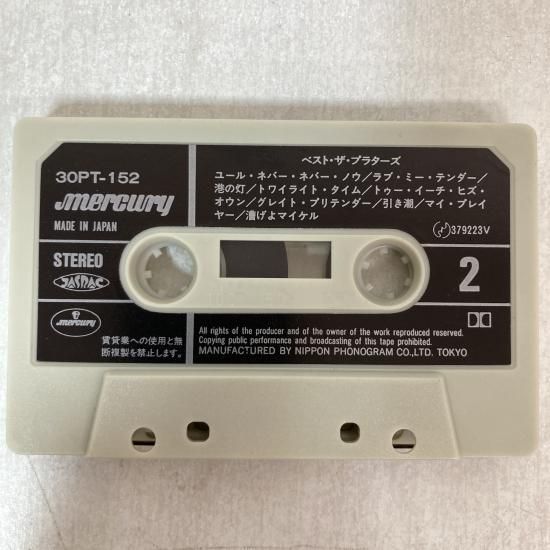 30PT-152
mercury
MADE IN JAPAN
STEREO
JASRAC
mercury
賃貸業への使用と無
断複製を禁止します。
ベスト・ザ・プラターズ
ユール・ネバー・ネバー・ノウ/ラブ・ミー・テンダー/
港の灯/トワイライト・タイム/トゥー・イーチ・ヒズ・
オウン/グレイト・プリテンダー/引き潮/マイ・プレイ
ヤー/漕げよマイケル
379223V
2
All rights of the producer and of the owner of the work reproduced reserved.
Copying public performance and broadcasting of this tape prohibited.
MANUFACTURED BY NIPPON PHONOGRAM CO.,LTD. TOKYO